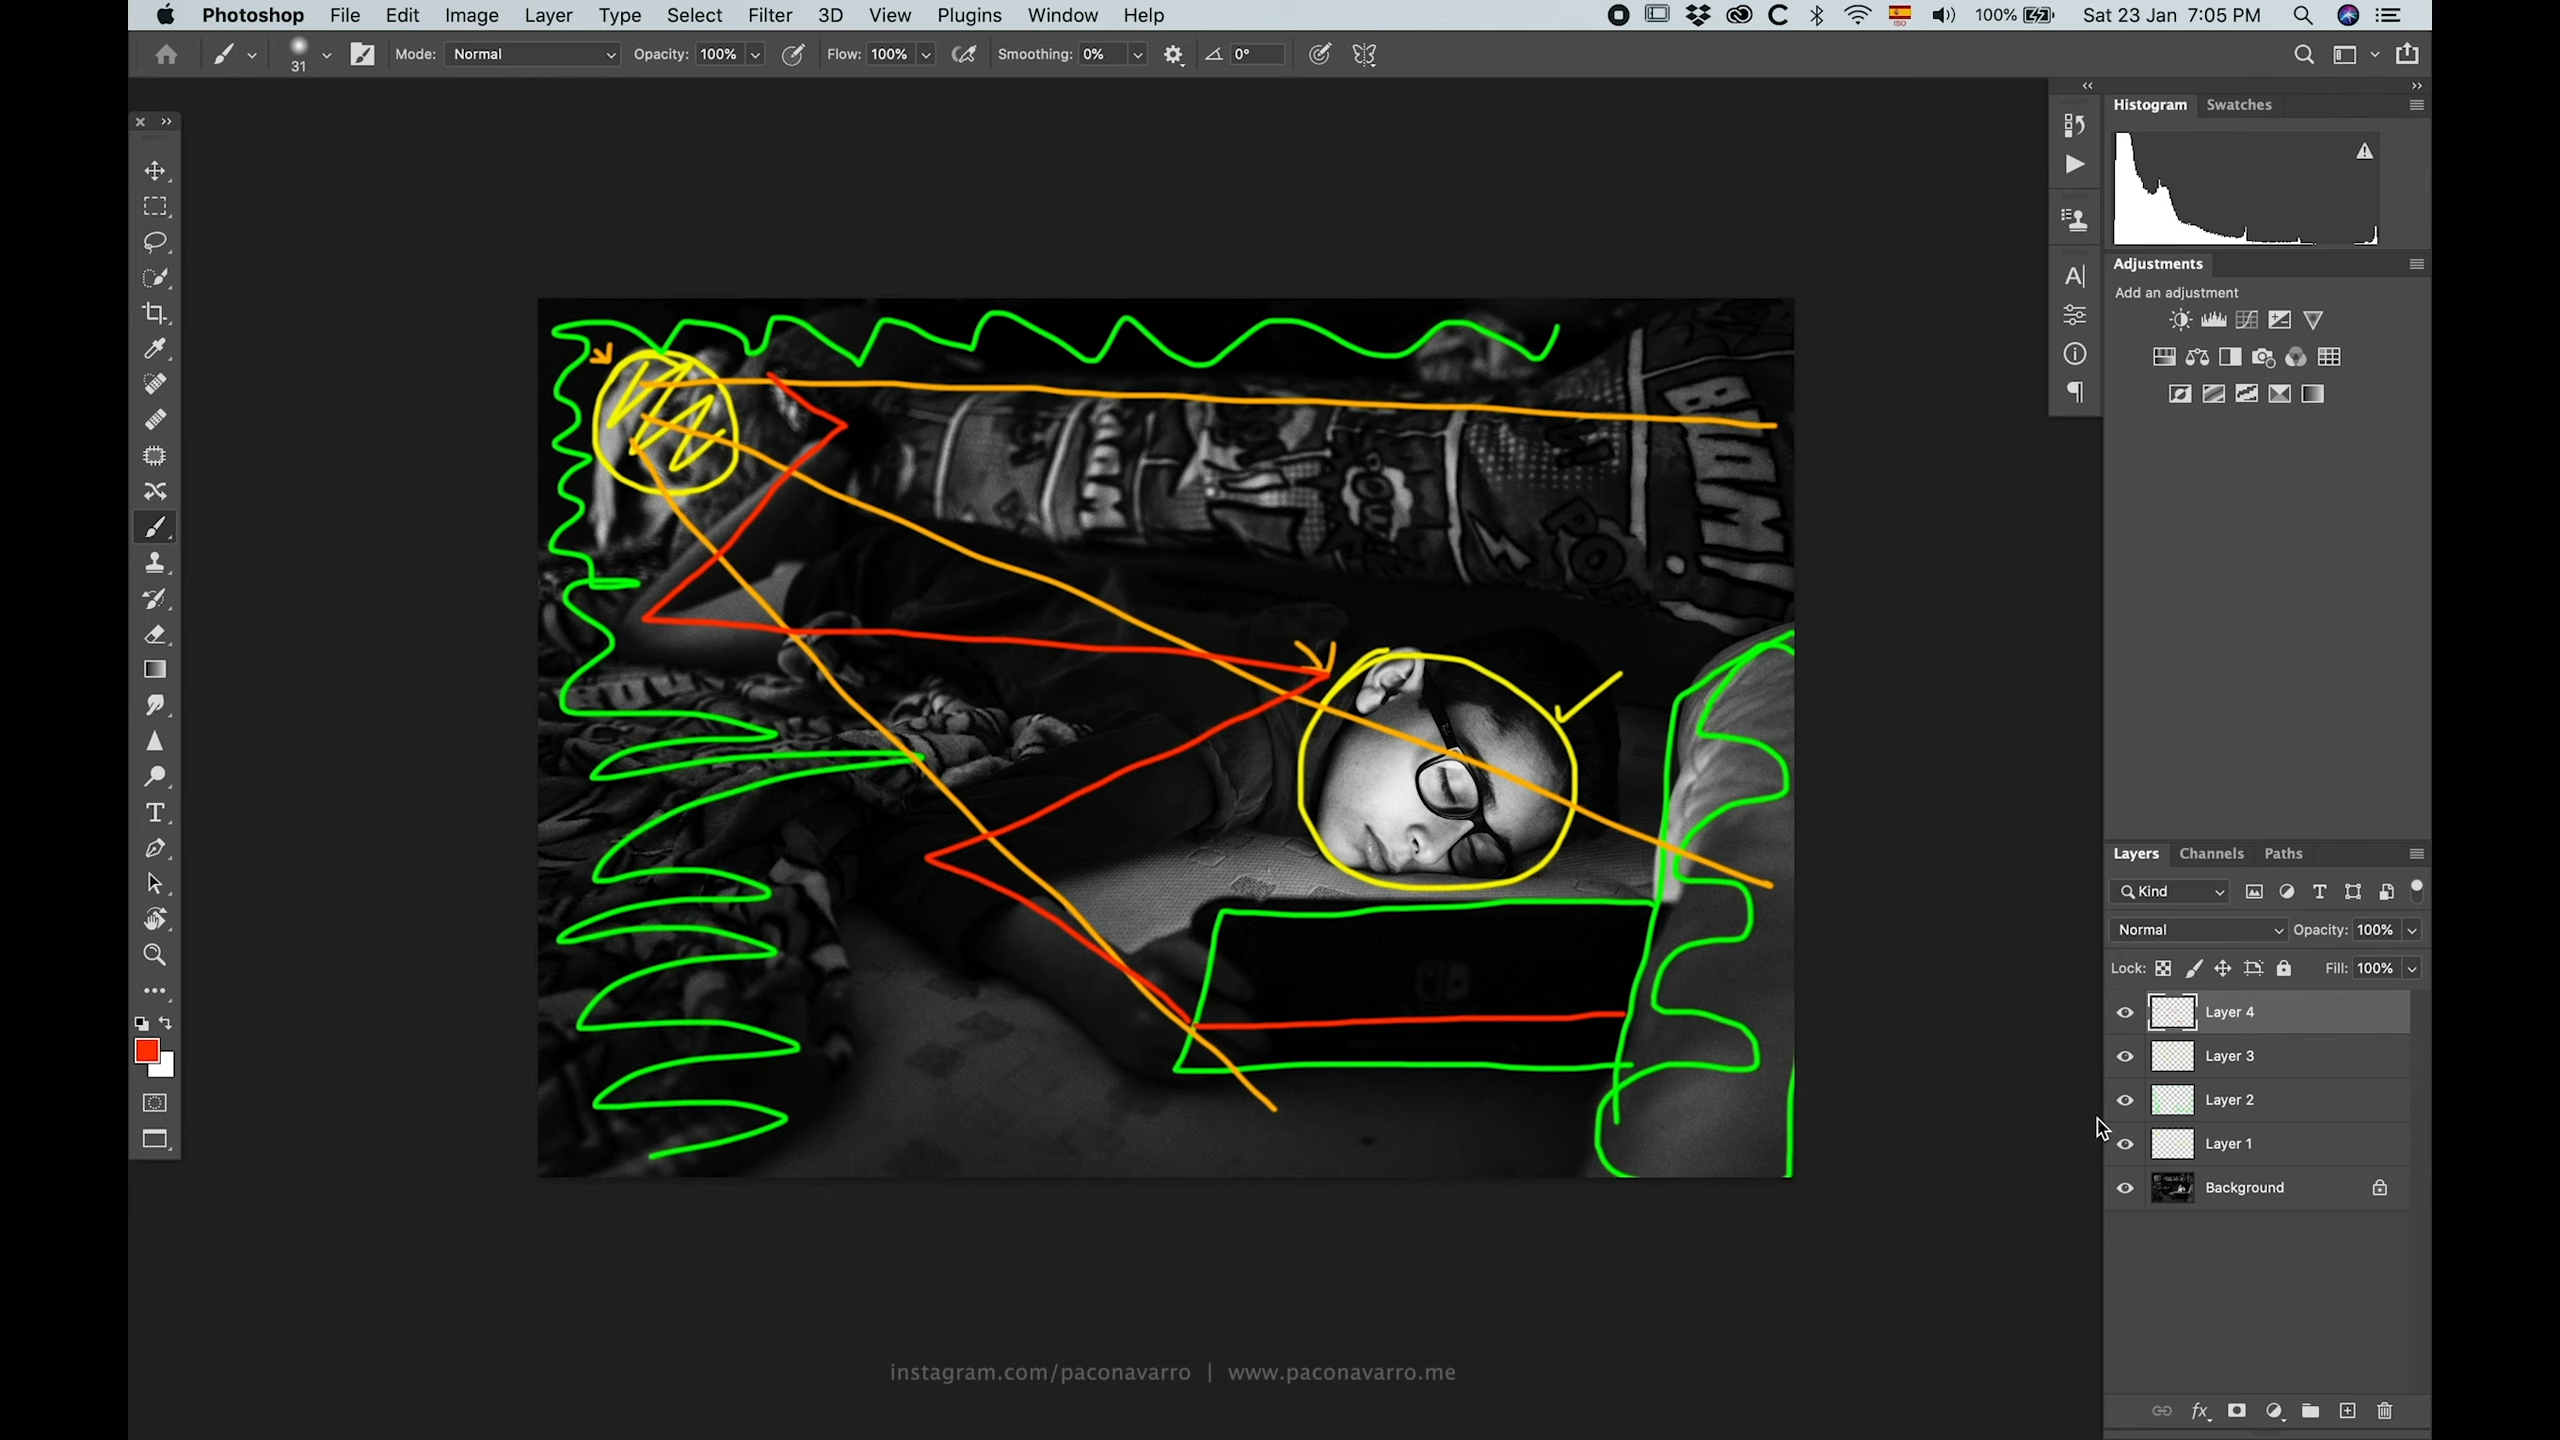 Photoshop File Edit Image Layer Type Select Filter 3D View Plugins Window Help ISO 100% Sat 23 Jan 7:05 PM
31 Mode: Normal Opacity: 100% Flow: 100% Smoothing: 0% 0°
Histogram Swatches
Adjustments
Add an adjustment
BOOM!
POW
Layers Channels Paths
Kind
Normal Opacity: 100%
Lock: Fill: 100%
Layer 4
Layer 3
Layer 2
Layer 1
Background
instagram.com/paconavarro | www.paconavarro.me